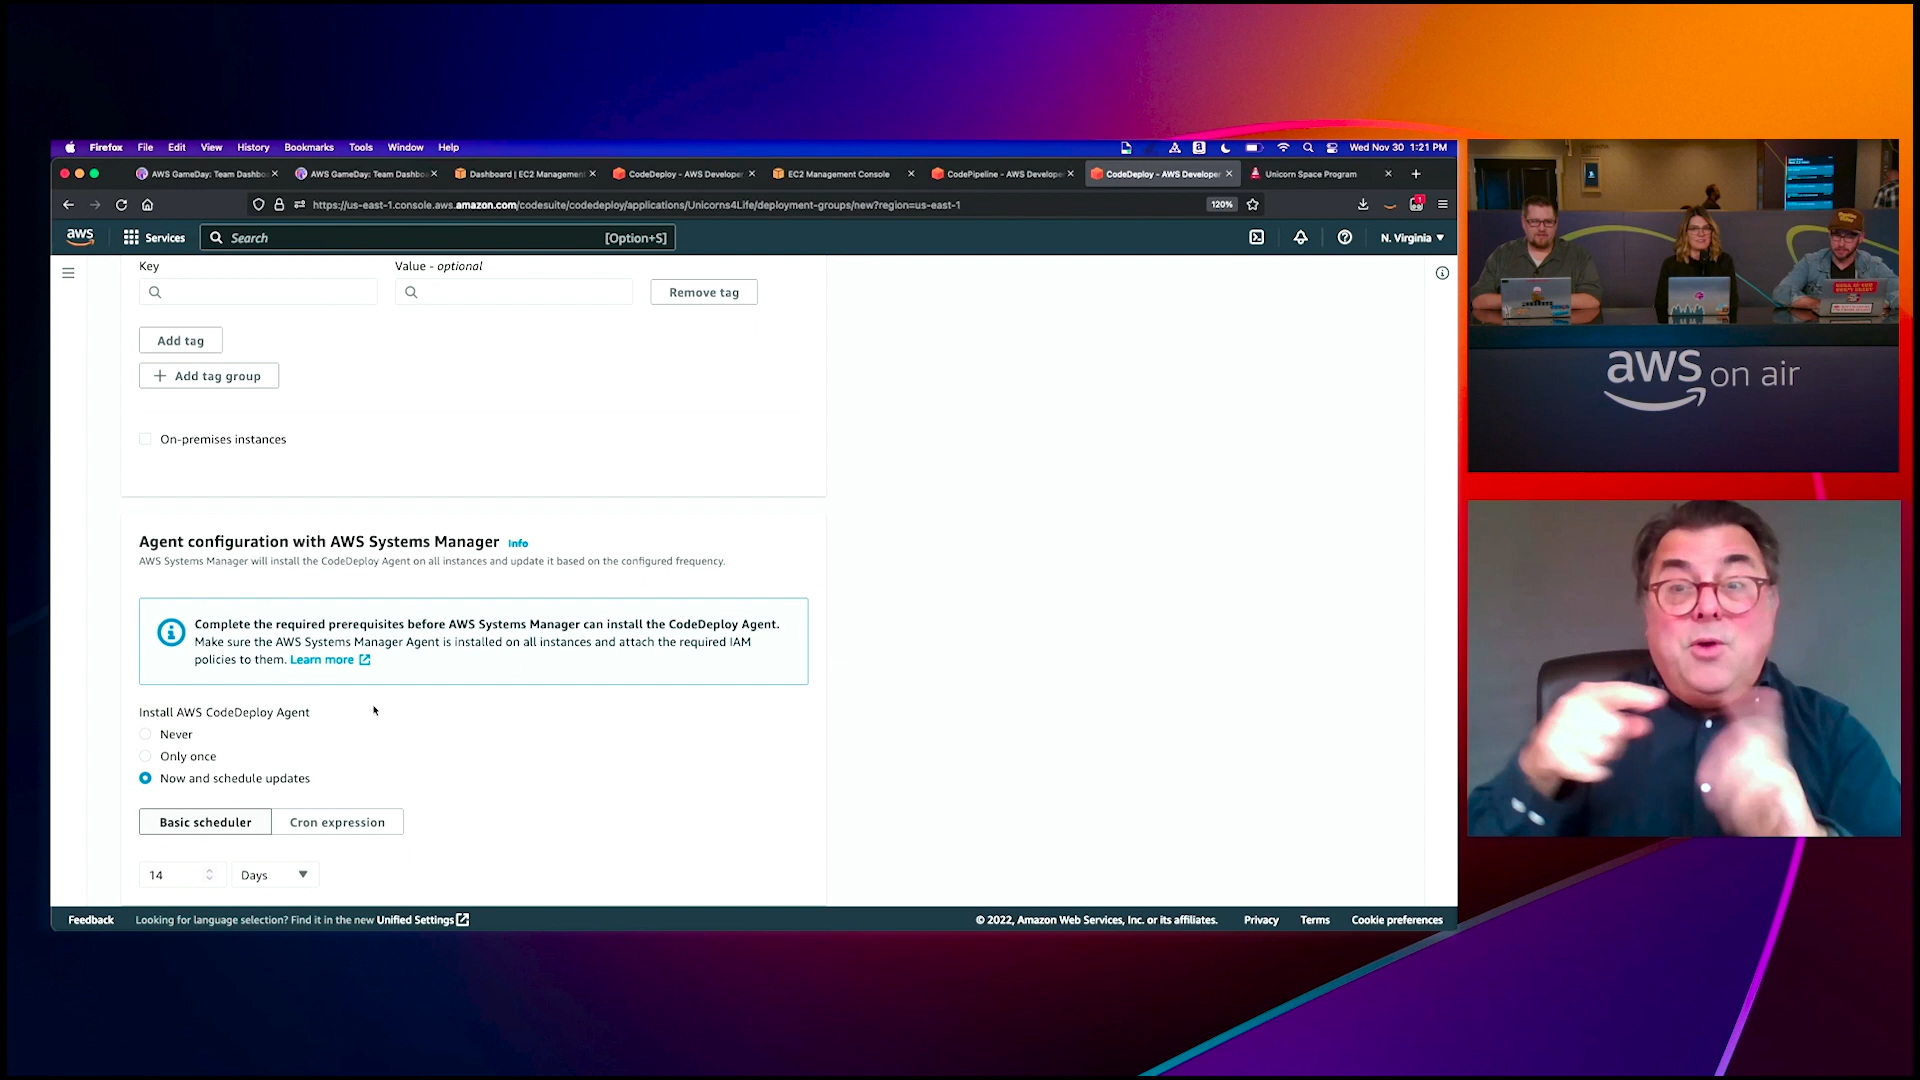 Firefox File Edit View History Bookmarks Tools Window Help Wed Nov 30 1:21 PM
AWS GameDay: Team Dashbo AWS GameDay: Team Dashbo Dashboard | EC2 Management CodeDeploy - AWS Developer EC2 Management Console CodePipeline - AWS Develope CodeDeploy - AWS Developer Unicorn Space Program
https://us-east-1.console.aws.amazon.com/codesuite/codedeploy/applications/Unicorns4Life/deployment-groups/new?region=us-east-1 120%
aws Services Search [Option+S] N. Virginia
Key Value - optional
Remove tag
Add tag
Add tag group
On-premises instances
Agent configuration with AWS Systems Manager Info
AWS Systems Manager will install the CodeDeploy Agent on all instances and update it based on the configured frequency.
Complete the required prerequisites before AWS Systems Manager can install the CodeDeploy Agent.
Make sure the AWS Systems Manager Agent is installed on all instances and attach the required IAM
policies to them. Learn more
Install AWS CodeDeploy Agent
Never
Only once
Now and schedule updates
Basic scheduler Cron expression
14 Days
Feedback Looking for language selection? Find it in the new Unified Settings © 2022, Amazon Web Services, Inc. or its affiliates. Privacy Terms Cookie preferences
aws on air